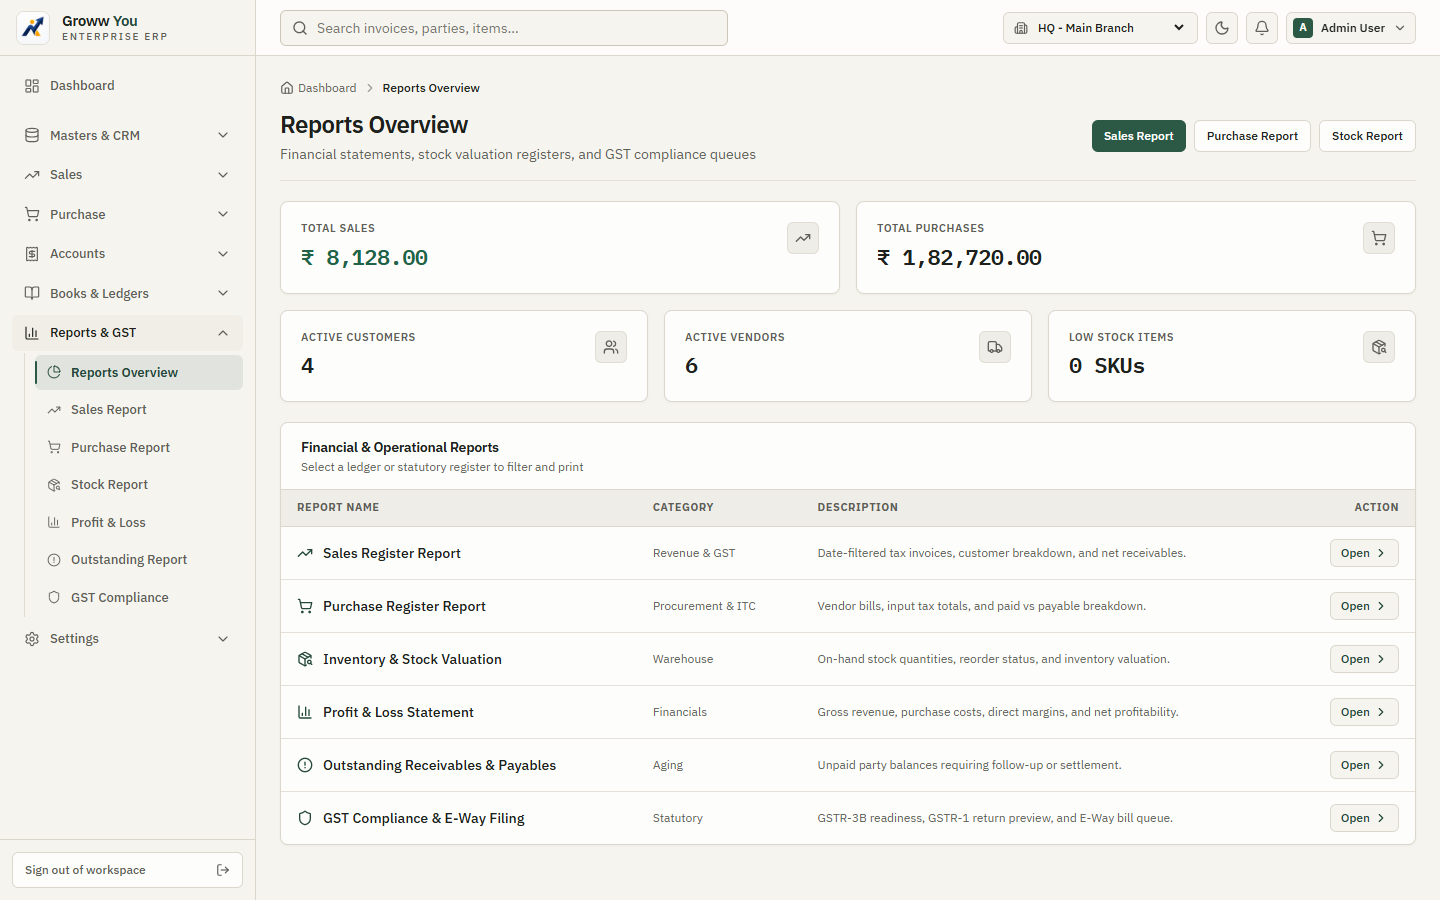 Groww You
ENTERPRISE ERP
Search invoices, parties, items...
HQ - Main Branch
A
Admin User
Dashboard
Masters & CRM
Sales
Purchase
Accounts
Books & Ledgers
Reports & GST
Reports Overview
Sales Report
Purchase Report
Stock Report
Profit & Loss
Outstanding Report
GST Compliance
Settings
Sign out of workspace
Dashboard > Reports Overview
Reports Overview
Financial statements, stock valuation registers, and GST compliance queues
Sales Report
Purchase Report
Stock Report
TOTAL SALES
₹ 8,128.00
TOTAL PURCHASES
₹ 1,82,720.00
ACTIVE CUSTOMERS
4
ACTIVE VENDORS
6
LOW STOCK ITEMS
0 SKUs
Financial & Operational Reports
Select a ledger or statutory register to filter and print
REPORT NAME CATEGORY DESCRIPTION ACTION
Sales Register Report Revenue & GST Date-filtered tax invoices, customer breakdown, and net receivables. Open
Purchase Register Report Procurement & ITC Vendor bills, input tax totals, and paid vs payable breakdown. Open
Inventory & Stock Valuation Warehouse On-hand stock quantities, reorder status, and inventory valuation. Open
Profit & Loss Statement Financials Gross revenue, purchase costs, direct margins, and net profitability. Open
Outstanding Receivables & Payables Aging Unpaid party balances requiring follow-up or settlement. Open
GST Compliance & E-Way Filing Statutory GSTR-3B readiness, GSTR-1 return preview, and E-Way bill queue. Open